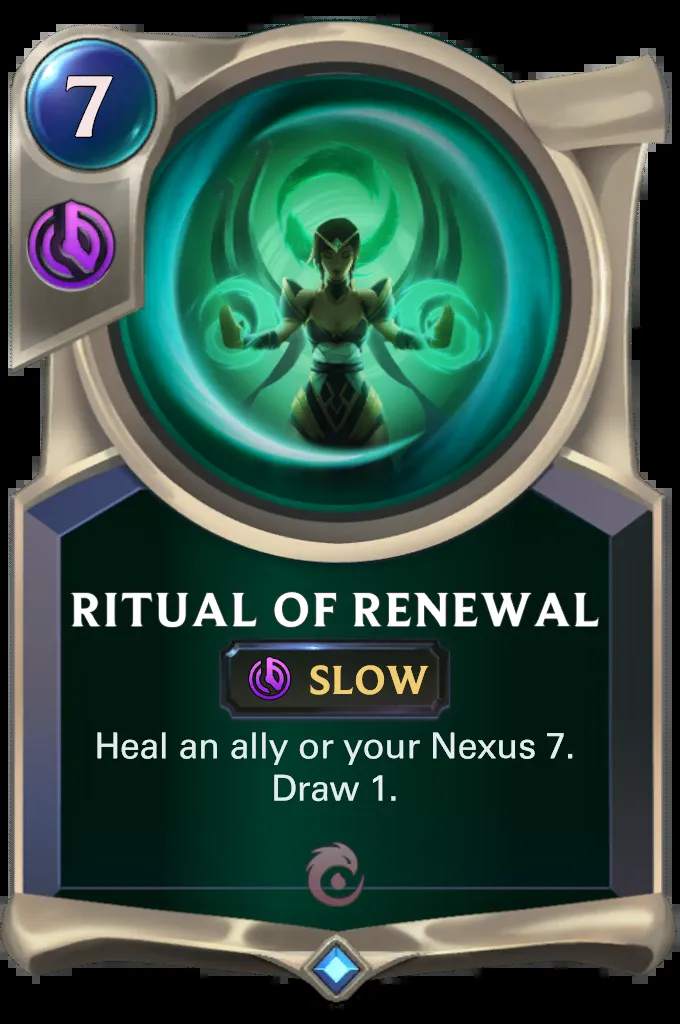 7
RITUAL OF RENEWAL
SLOW
Heal an ally or your Nexus 7.
Draw 1.